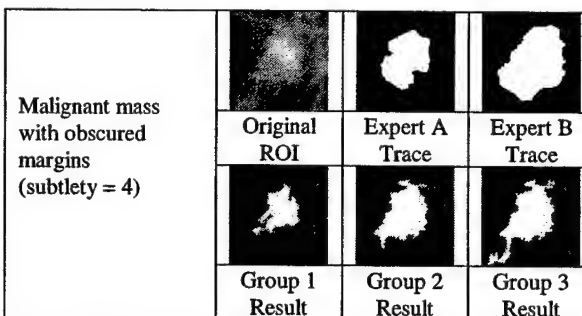 Malignant mass
with obscured
margins
(subtlety = 4)
Original
ROI
Expert A
Trace
Expert B
Trace
Group 1
Result
Group 2
Result
Group 3
Result